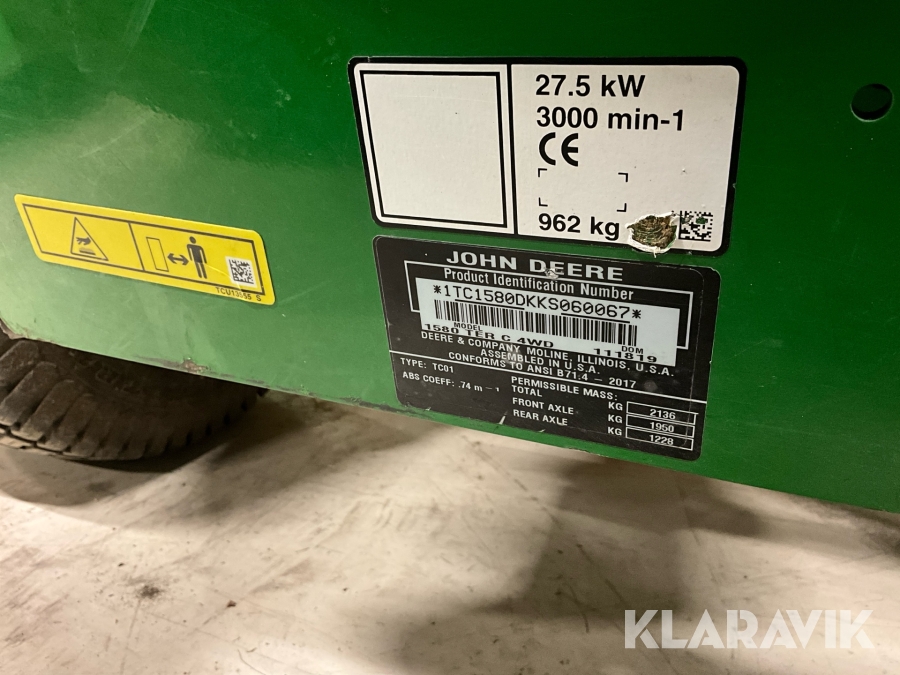 27.5 kW
3000 min-1
CE
962 kg
TCU13555 S
JOHN DEERE
Product Identification Number
*1TC1580DKKS060067*
MODEL DOM
1580 TER C 4WD 111819
DEERE & COMPANY MOLINE, ILLINOIS, U.S.A.
ASSEMBLED IN U.S.A.
CONFORMS TO ANSI B71.4 - 2017
TYPE: TC01
ABS COEFF: .74 m - 1
PERMISSIBLE MASS:
TOTAL KG 2136
FRONT AXLE KG 1950
REAR AXLE KG 1228
KLARAVIK